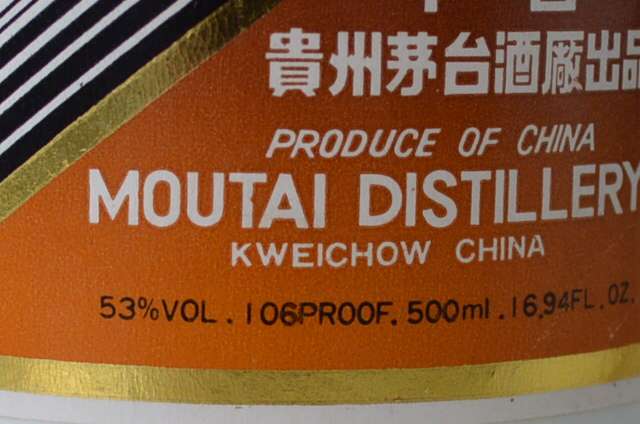 貴州茅台酒廠出品
PRODUCE OF CHINA
MOUTAI DISTILLERY
KWEICHOW CHINA
53%VOL . 106PROOF. 500ml . 16.94FL. OZ.